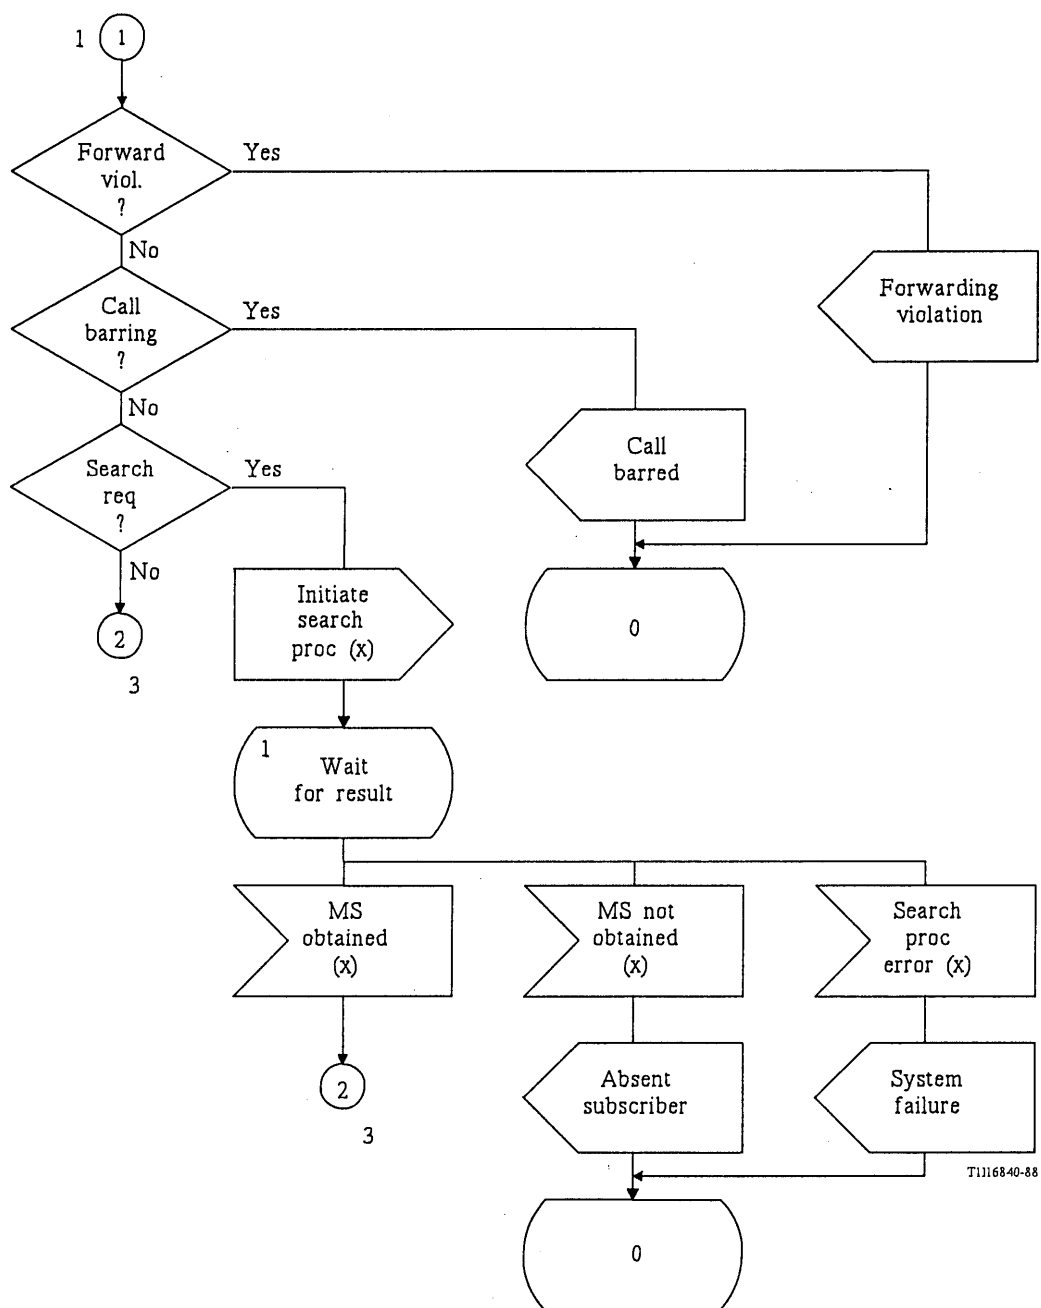 1 1
Forward
viol.
?
Yes
No
Forwarding
violation
Call
barring
?
Yes
No
Call
barred
Search
req
?
Yes
No
2
3
Initiate
search
proc (x)
0
1
Wait
for result
MS
obtained
(x)
MS not
obtained
(x)
Search
proc
error (x)
2
3
Absent
subscriber
System
failure
T1116840-88
0